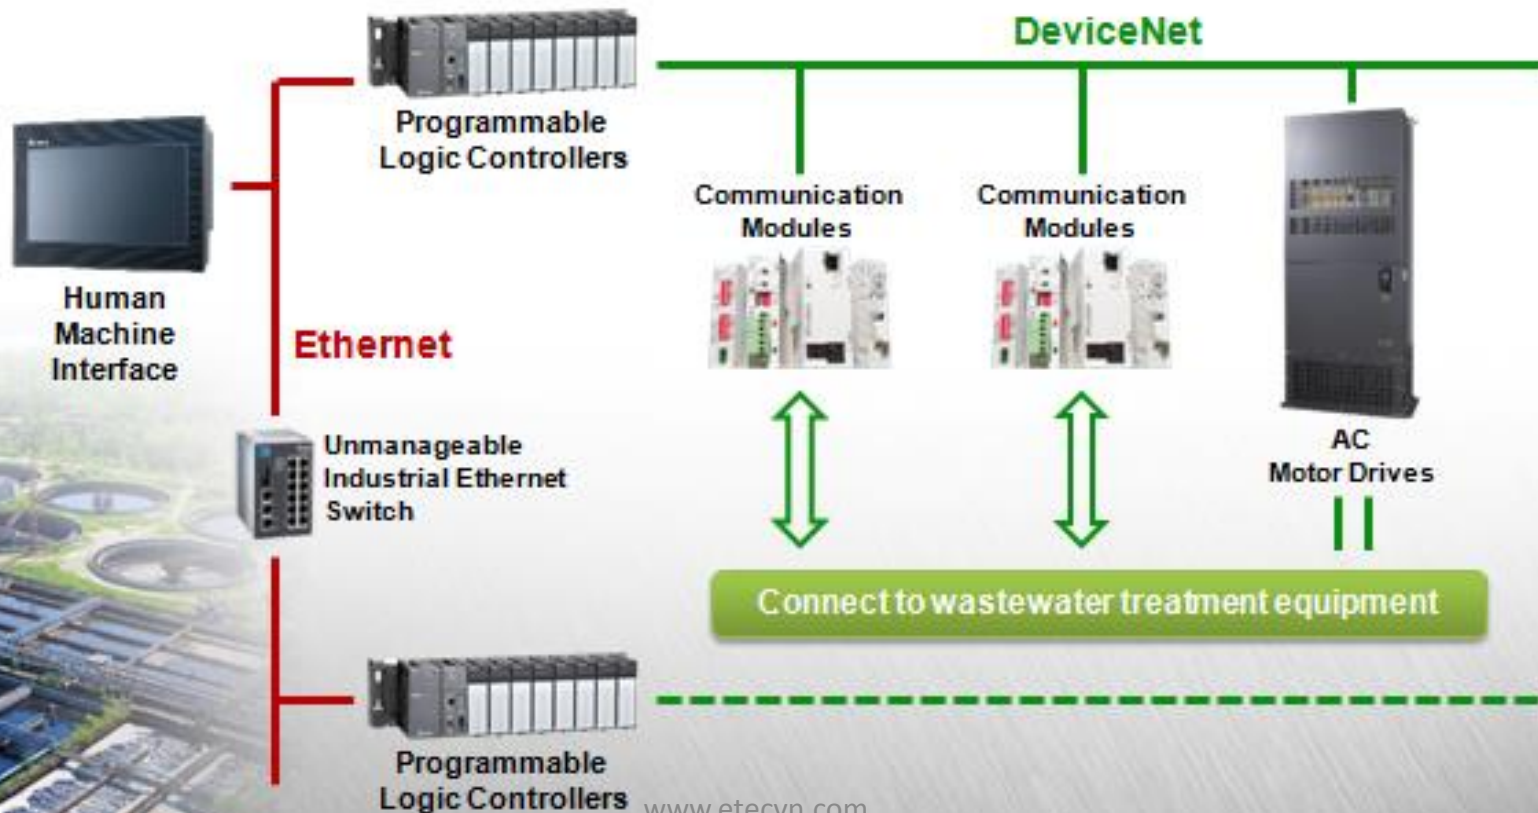 DeviceNet
Programmable
Logic Controllers
Communication
Modules
Communication
Modules
Human
Machine
Interface
Ethernet
Unmanageable
Industrial Ethernet
Switch
AC
Motor Drives
Connect to wastewater treatment equipment
Programmable
Logic Controllers
www.etecvn.com